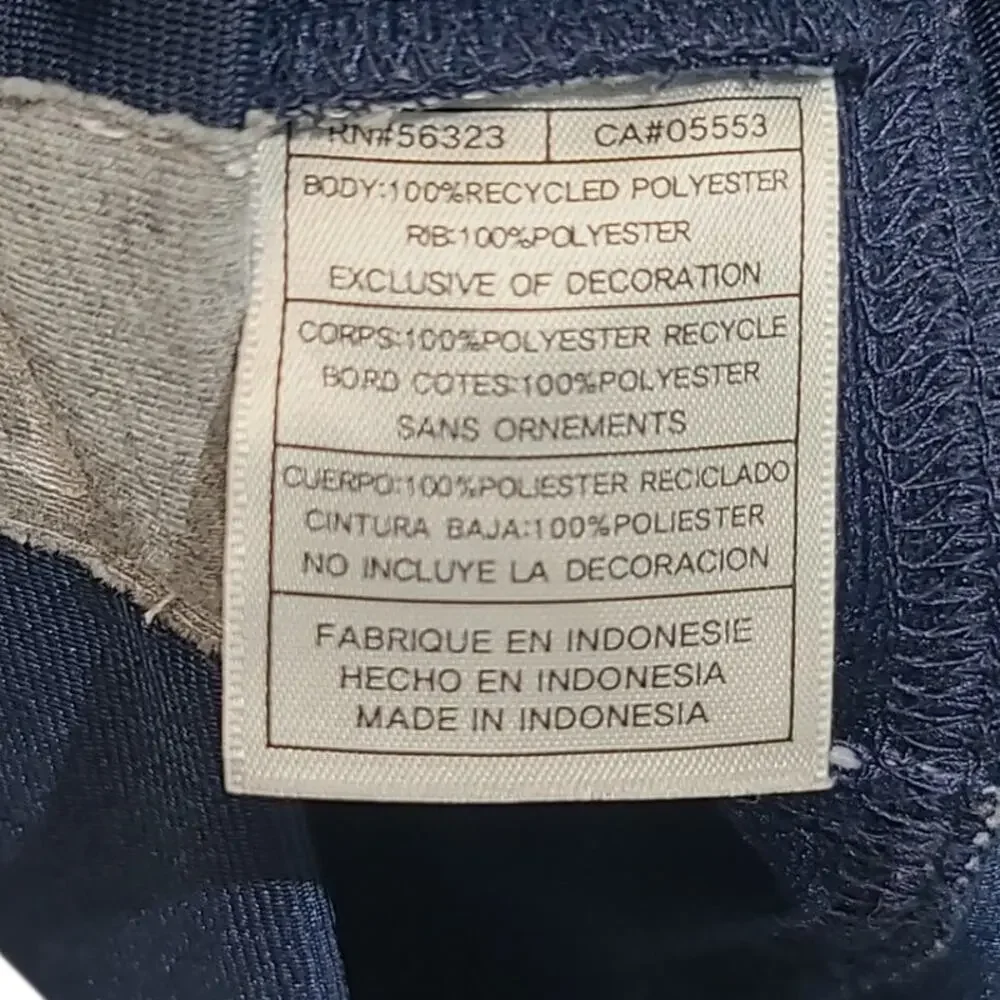 RN#56323 CA#05553
BODY:100%RECYCLED POLYESTER
RIB:100%POLYESTER
EXCLUSIVE OF DECORATION
CORPS:100%POLYESTER RECYCLE
BORD COTES:100%POLYESTER
SANS ORNEMENTS
CUERPO:100%POLIESTER RECICLADO
CINTURA BAJA:100%POLIESTER
NO INCLUYE LA DECORACION
FABRIQUE EN INDONESIE
HECHO EN INDONESIA
MADE IN INDONESIA